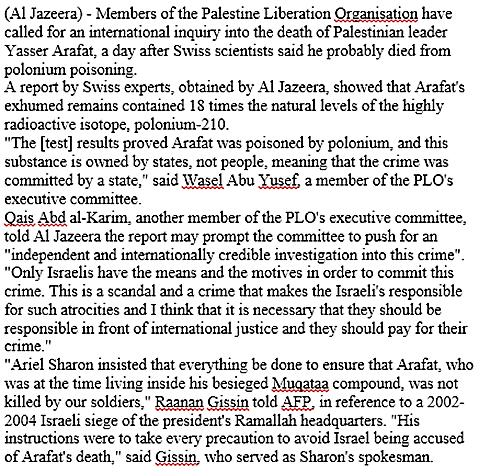 (Al Jazeera) - Members of the Palestine Liberation Organisation have
called for an international inquiry into the death of Palestinian leader
Yasser Arafat, a day after Swiss scientists said he probably died from
polonium poisoning.
A report by Swiss experts, obtained by Al Jazeera, showed that Arafat's
exhumed remains contained 18 times the natural levels of the highly
radioactive isotope, polonium-210.
"The [test] results proved Arafat was poisoned by polonium, and this
substance is owned by states, not people, meaning that the crime was
committed by a state," said Wasel Abu Yusef, a member of the PLO's
executive committee.
Qais Abd al-Karim, another member of the PLO's executive committee,
told Al Jazeera the report may prompt the committee to push for an
"independent and internationally credible investigation into this crime".
"Only Israelis have the means and the motives in order to commit this
crime. This is a scandal and a crime that makes the Israeli's responsible
for such atrocities and I think that it is necessary that they should be
responsible in front of international justice and they should pay for their
crime."
"Ariel Sharon insisted that everything be done to ensure that Arafat, who
was at the time living inside his besieged Muqataa compound, was not
killed by our soldiers," Raanan Gissin told AFP, in reference to a 2002-
2004 Israeli siege of the president's Ramallah headquarters. "His
instructions were to take every precaution to avoid Israel being accused
of Arafat's death," said Gissin, who served as Sharon's spokesman.